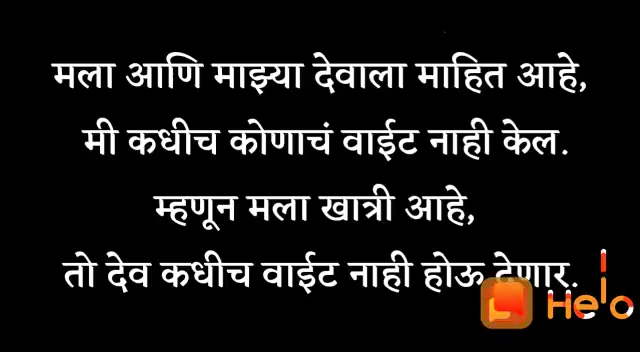 मला आणि माझ्या देवाला माहित आहे,
मी कधीच कोणाचं वाईट नाही केल.
म्हणून मला खात्री आहे,
तो देव कधीच वाईट नाही होऊ देणार.
Helo